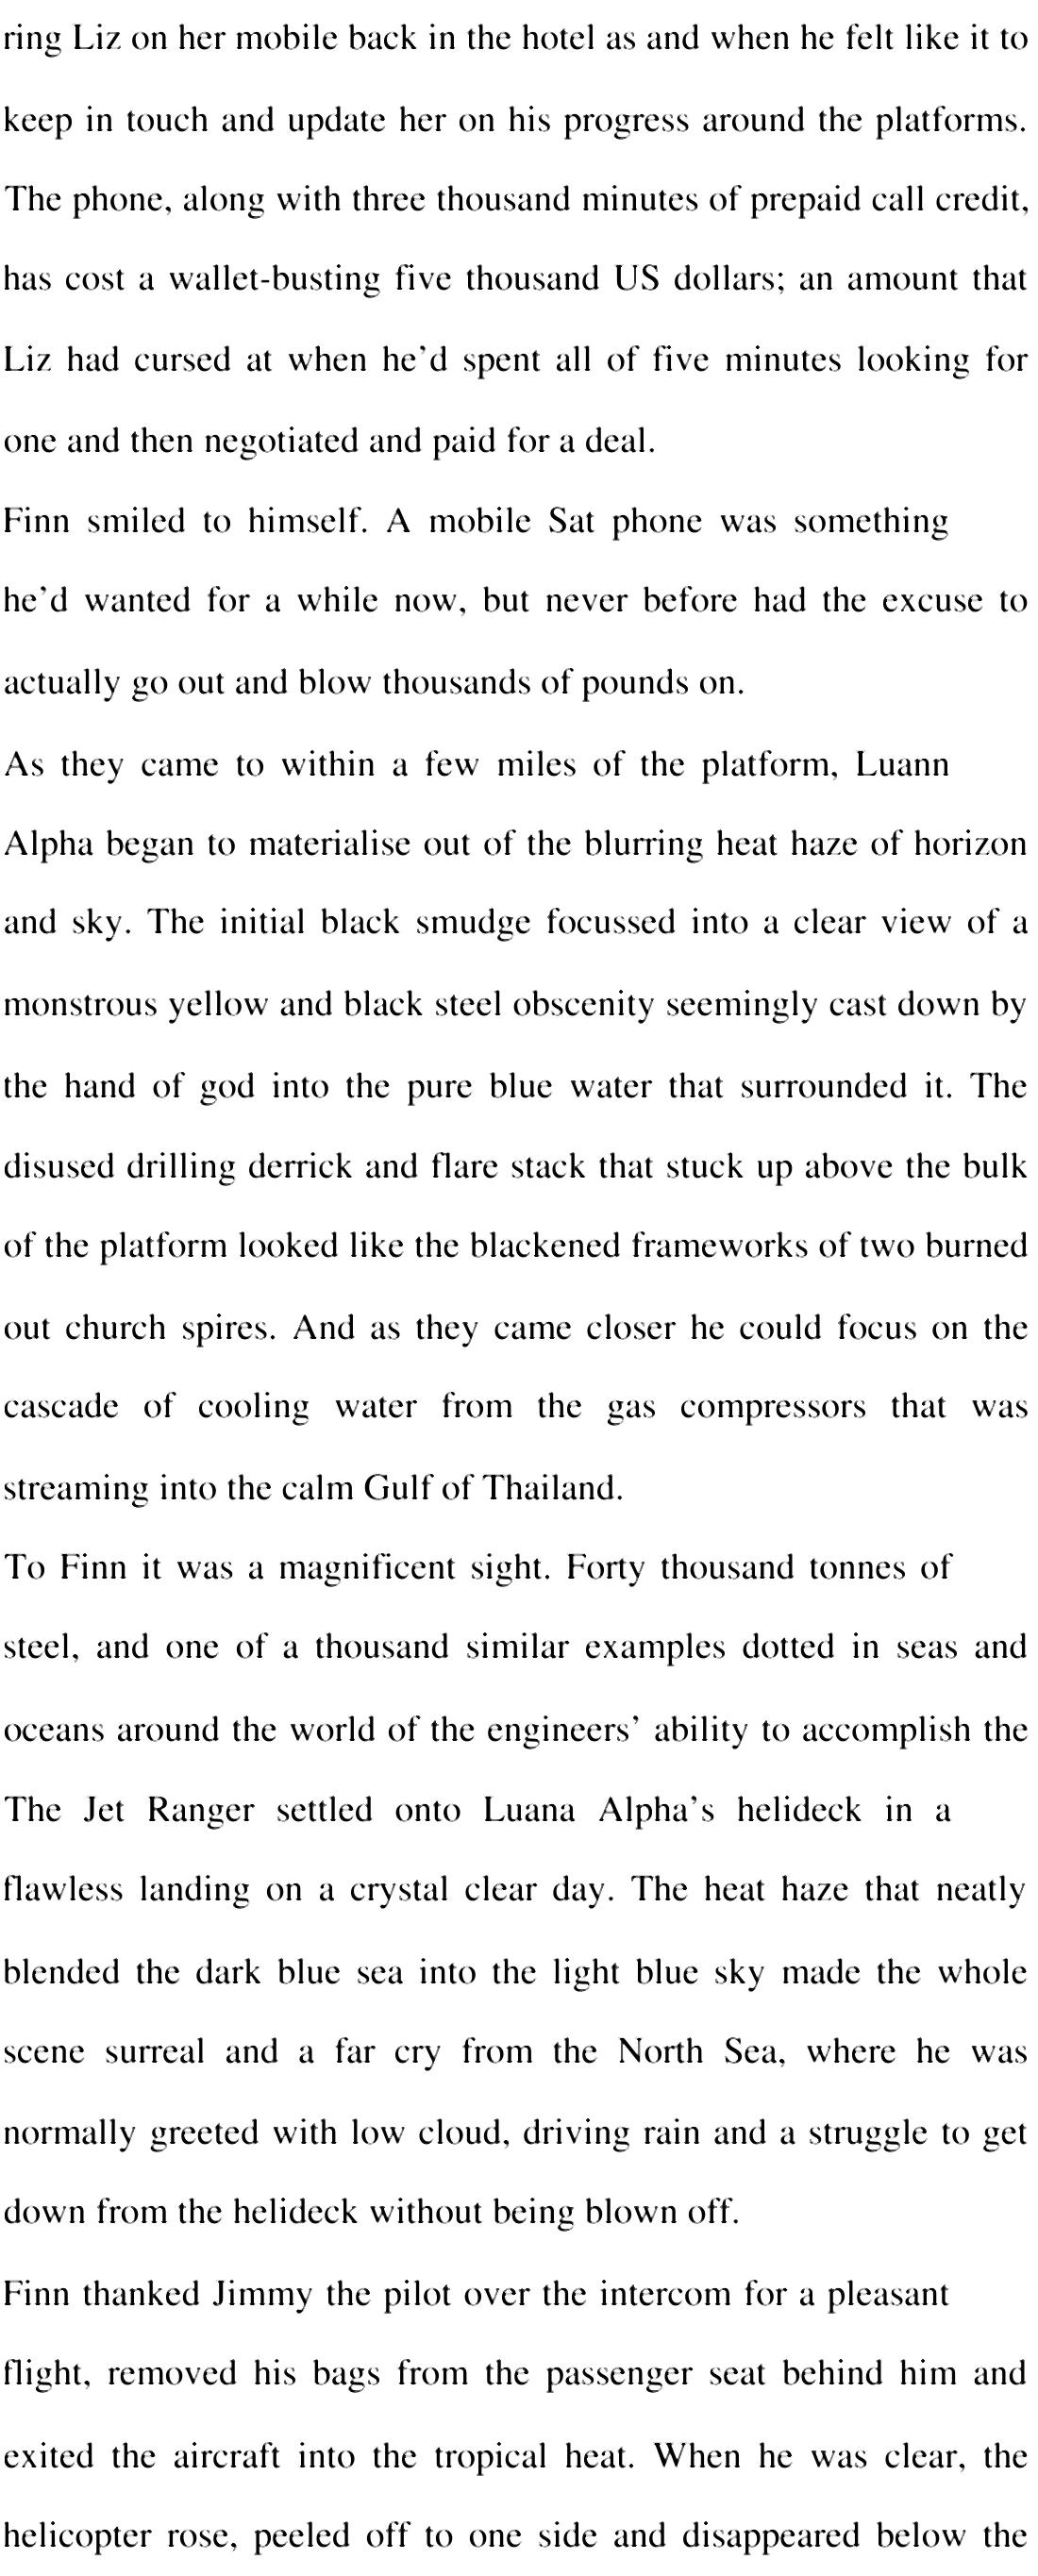 ring Liz on her mobile back in the hotel as and when he felt like it to
keep in touch and update her on his progress around the platforms.
The phone, along with three thousand minutes of prepaid call credit,
has cost a wallet-busting five thousand US dollars; an amount that
Liz had cursed at when he’d spent all of five minutes looking for
one and then negotiated and paid for a deal.
Finn smiled to himself. A mobile Sat phone was something
he’d wanted for a while now, but never before had the excuse to
actually go out and blow thousands of pounds on.
As they came to within a few miles of the platform, Luann
Alpha began to materialise out of the blurring heat haze of horizon
and sky. The initial black smudge focussed into a clear view of a
monstrous yellow and black steel obscenity seemingly cast down by
the hand of god into the pure blue water that surrounded it. The
disused drilling derrick and flare stack that stuck up above the bulk
of the platform looked like the blackened frameworks of two burned
out church spires. And as they came closer he could focus on the
cascade of cooling water from the gas compressors that was
streaming into the calm Gulf of Thailand.
To Finn it was a magnificent sight. Forty thousand tonnes of
steel, and one of a thousand similar examples dotted in seas and
oceans around the world of the engineers’ ability to accomplish the
The Jet Ranger settled onto Luana Alpha’s helideck in a
flawless landing on a crystal clear day. The heat haze that neatly
blended the dark blue sea into the light blue sky made the whole
scene surreal and a far cry from the North Sea, where he was
normally greeted with low cloud, driving rain and a struggle to get
down from the helideck without being blown off.
Finn thanked Jimmy the pilot over the intercom for a pleasant
flight, removed his bags from the passenger seat behind him and
exited the aircraft into the tropical heat. When he was clear, the
helicopter rose, peeled off to one side and disappeared below the